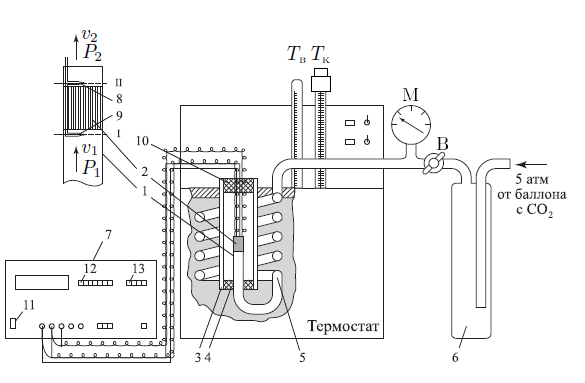 v2
P2
II
8
9
I
v1
P1
2
1
10
Tв Tк
M
В
5 атм
от баллона
с CO2
7
12
13
11
3 4
5
Термостат
6